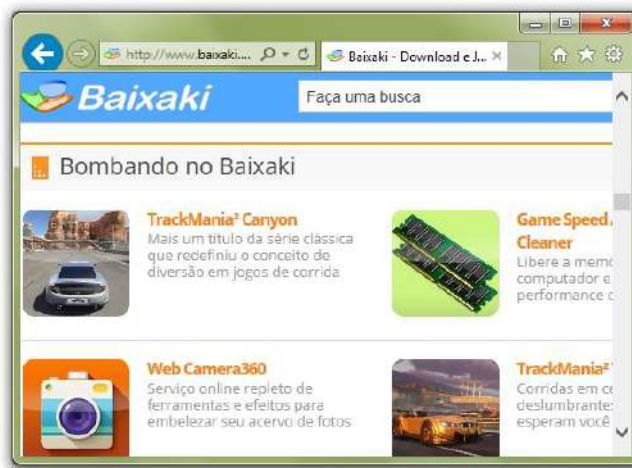 http://www.baixaki....
Baixaki - Download e J...
Baixaki
Faça uma busca
Bombando no Baixaki
TrackMania² Canyon
Mais um título da série clássica
que redefiniu o conceito de
diversão em jogos de corrida
Game Speed
Cleaner
Libere a memo
computador e
performance
Web Camera360
Serviço online repleto de
ferramentas e efeitos para
embelezar seu acervo de fotos
TrackMania²
Corridas em ce
deslumbrante
esperam você